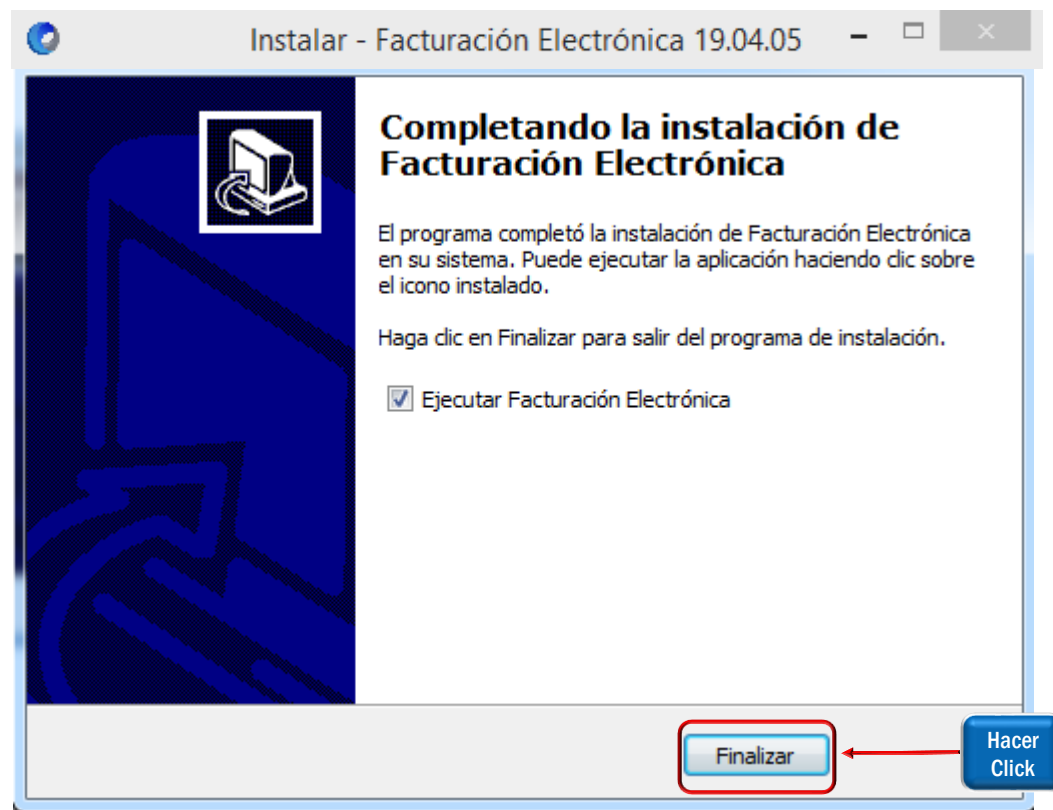 Instalar - Facturación Electrónica 19.04.05
Completando la instalación de
Facturación Electrónica
El programa completó la instalación de Facturación Electrónica
en su sistema. Puede ejecutar la aplicación haciendo clic sobre
el icono instalado.
Haga clic en Finalizar para salir del programa de instalación.
Ejecutar Facturación Electrónica
Finalizar
Hacer
Click